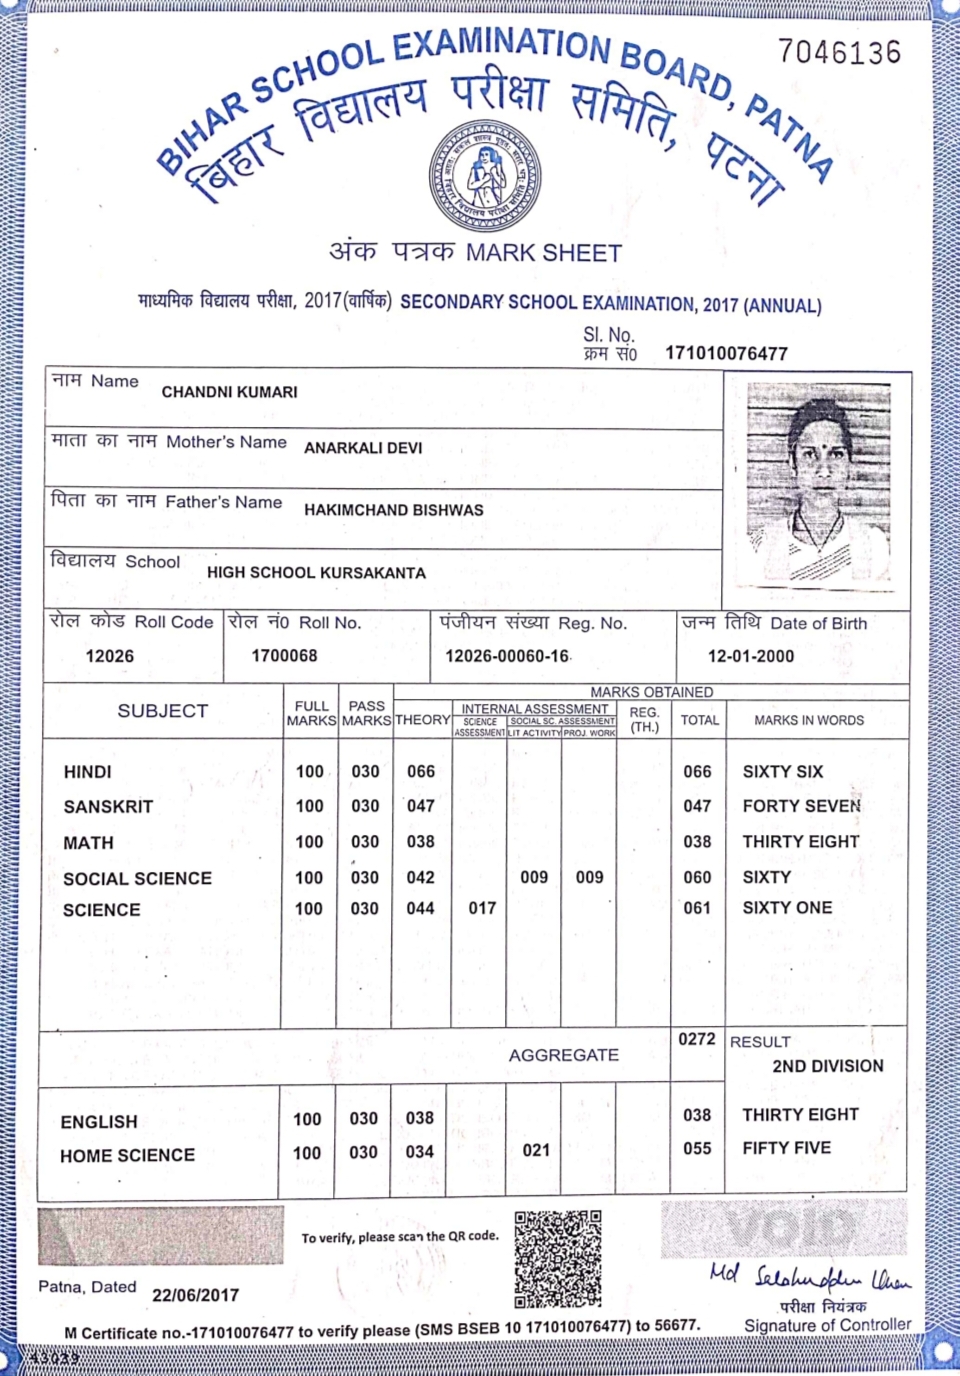 7046136
BIHAR SCHOOL EXAMINATION BOARD, PATNA
बिहार विद्यालय परीक्षा समिति, पटना
अंक पत्रक MARK SHEET
माध्यमिक विद्यालय परीक्षा, 2017(वार्षिक) SECONDARY SCHOOL EXAMINATION, 2017 (ANNUAL)
Sl. No.
क्रम सं0 171010076477
नाम Name CHANDNI KUMARI
माता का नाम Mother's Name ANARKALI DEVI
पिता का नाम Father's Name HAKIMCHAND BISHWAS
विद्यालय School HIGH SCHOOL KURSAKANTA
रोल कोड Roll Code रोल नं0 Roll No. पंजीयन संख्या Reg. No. जन्म तिथि Date of Birth
12026 1700068 12026-00060-16 12-01-2000
MARKS OBTAINED
SUBJECT FULL MARKS PASS MARKS THEORY INTERNAL ASSESSMENT REG. (TH.) TOTAL MARKS IN WORDS
SCIENCE ASSESSMENT SOCIAL SC. ASSESSMENT
LIT ACTIVITY PROJ. WORK
HINDI 100 030 066 066 SIXTY SIX
SANSKRIT 100 030 047 047 FORTY SEVEN
MATH 100 030 038 038 THIRTY EIGHT
SOCIAL SCIENCE 100 030 042 009 009 060 SIXTY
SCIENCE 100 030 044 017 061 SIXTY ONE
AGGREGATE 0272 RESULT
2ND DIVISION
ENGLISH 100 030 038 038 THIRTY EIGHT
HOME SCIENCE 100 030 034 021 055 FIFTY FIVE
VOID
To verify, please scan the QR code.
Patna, Dated 22/06/2017
Md Salahuddin Khan
परीक्षा नियंत्रक
Signature of Controller
M Certificate no.-171010076477 to verify please (SMS BSEB 10 171010076477) to 56677.
43039